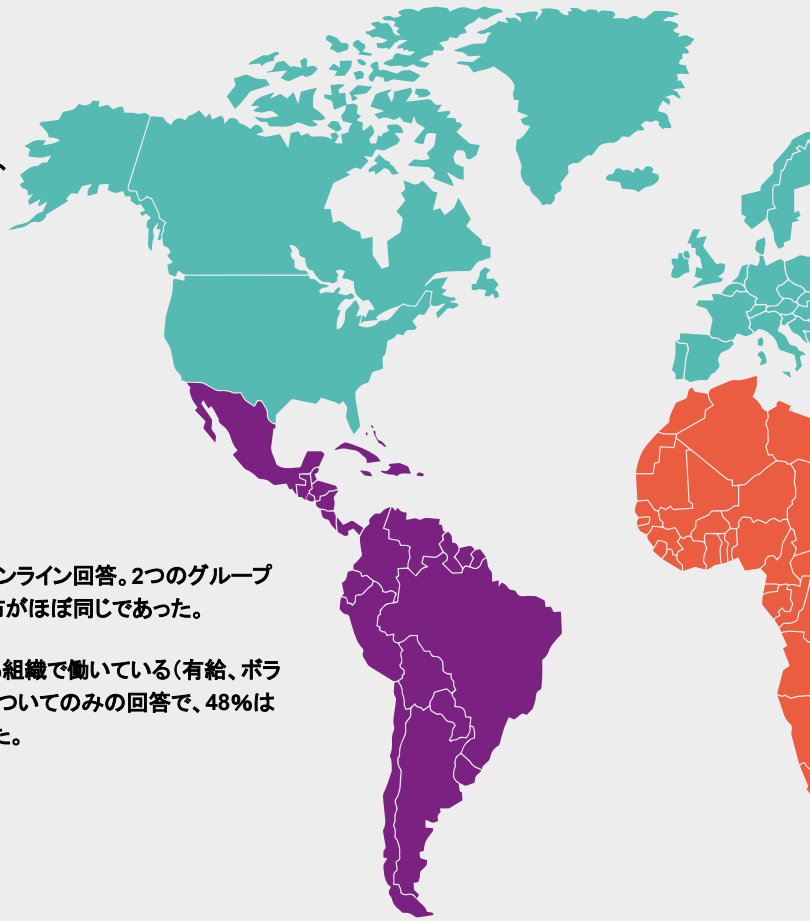 、
ンライン回答。2つのグループ
がほぼ同じであった。
組織で働いている（有給、ボラ
ついてのみの回答で、48%は
た。